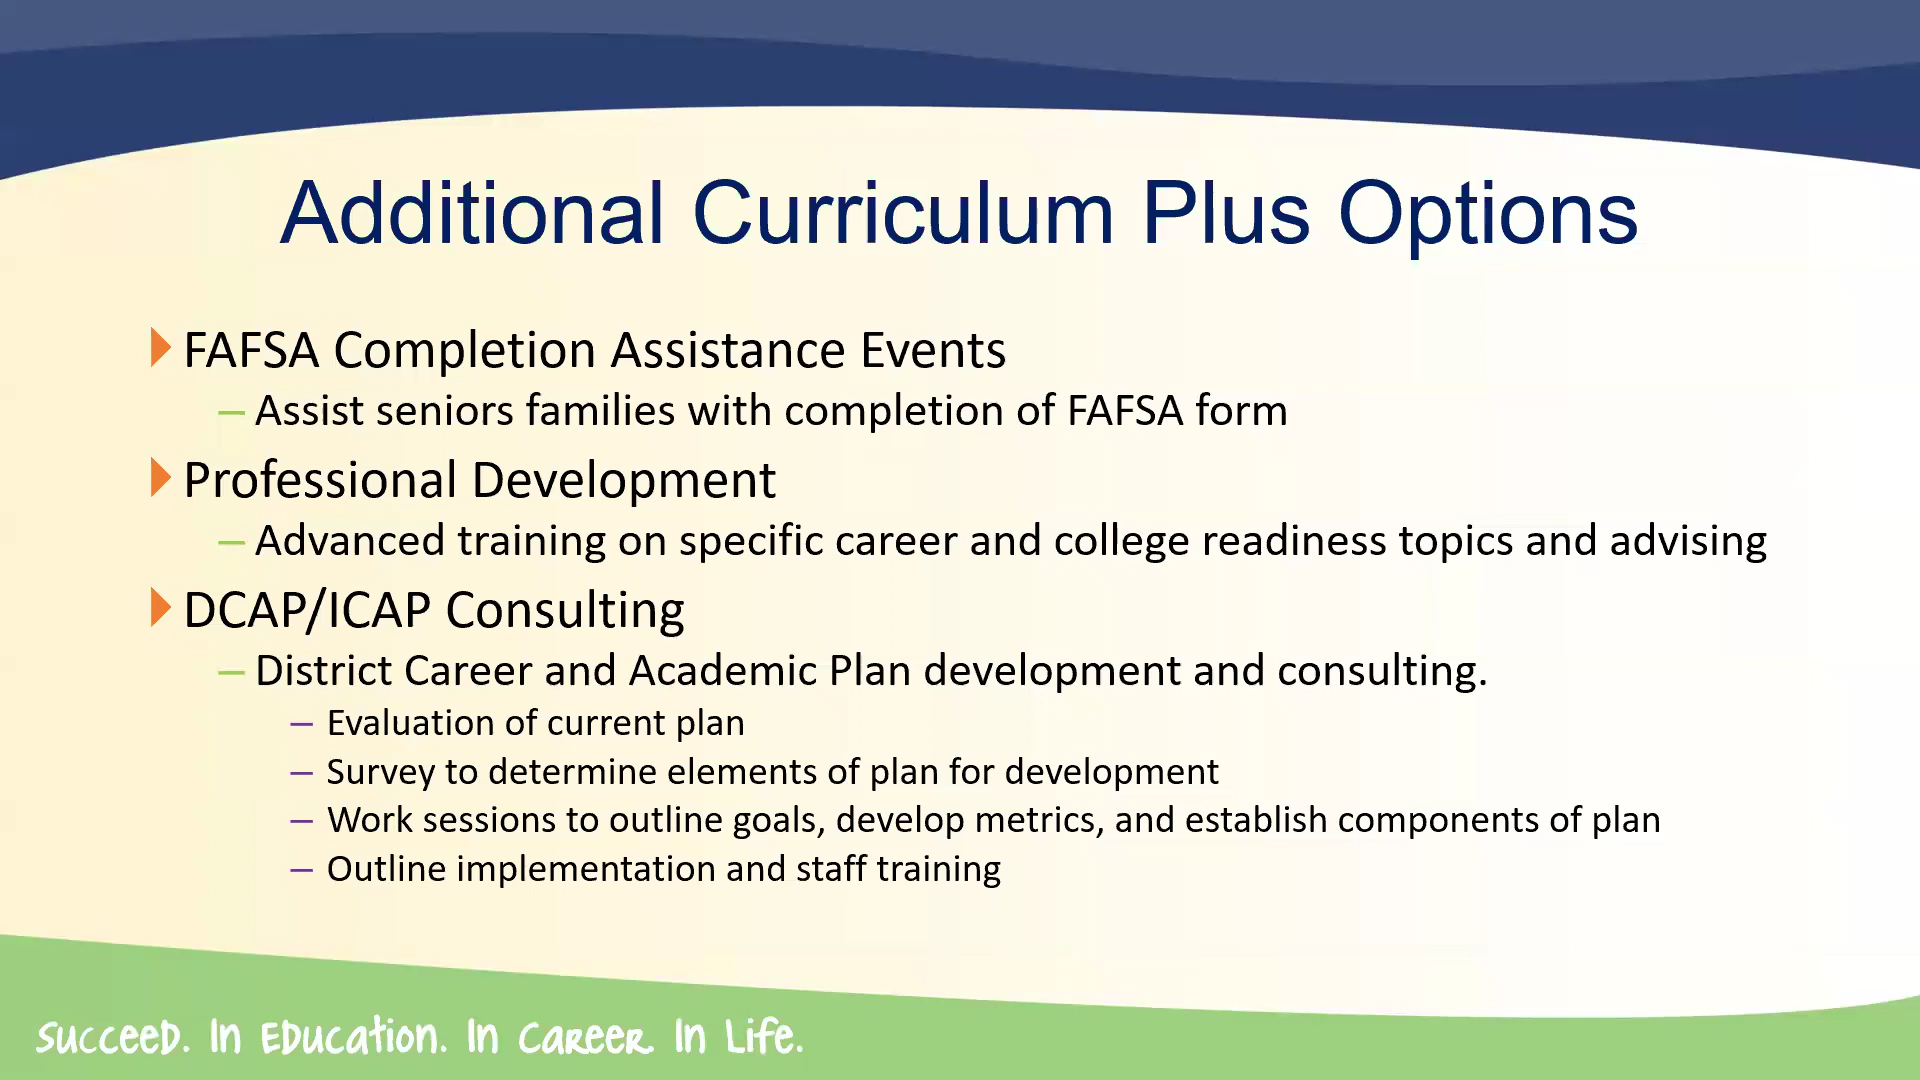 Additional Curriculum Plus Options
FAFSA Completion Assistance Events
– Assist seniors families with completion of FAFSA form
Professional Development
– Advanced training on specific career and college readiness topics and advising
DCAP/ICAP Consulting
– District Career and Academic Plan development and consulting.
– Evaluation of current plan
– Survey to determine elements of plan for development
– Work sessions to outline goals, develop metrics, and establish components of plan
– Outline implementation and staff training
Succeed. In Education. In Career. In Life.